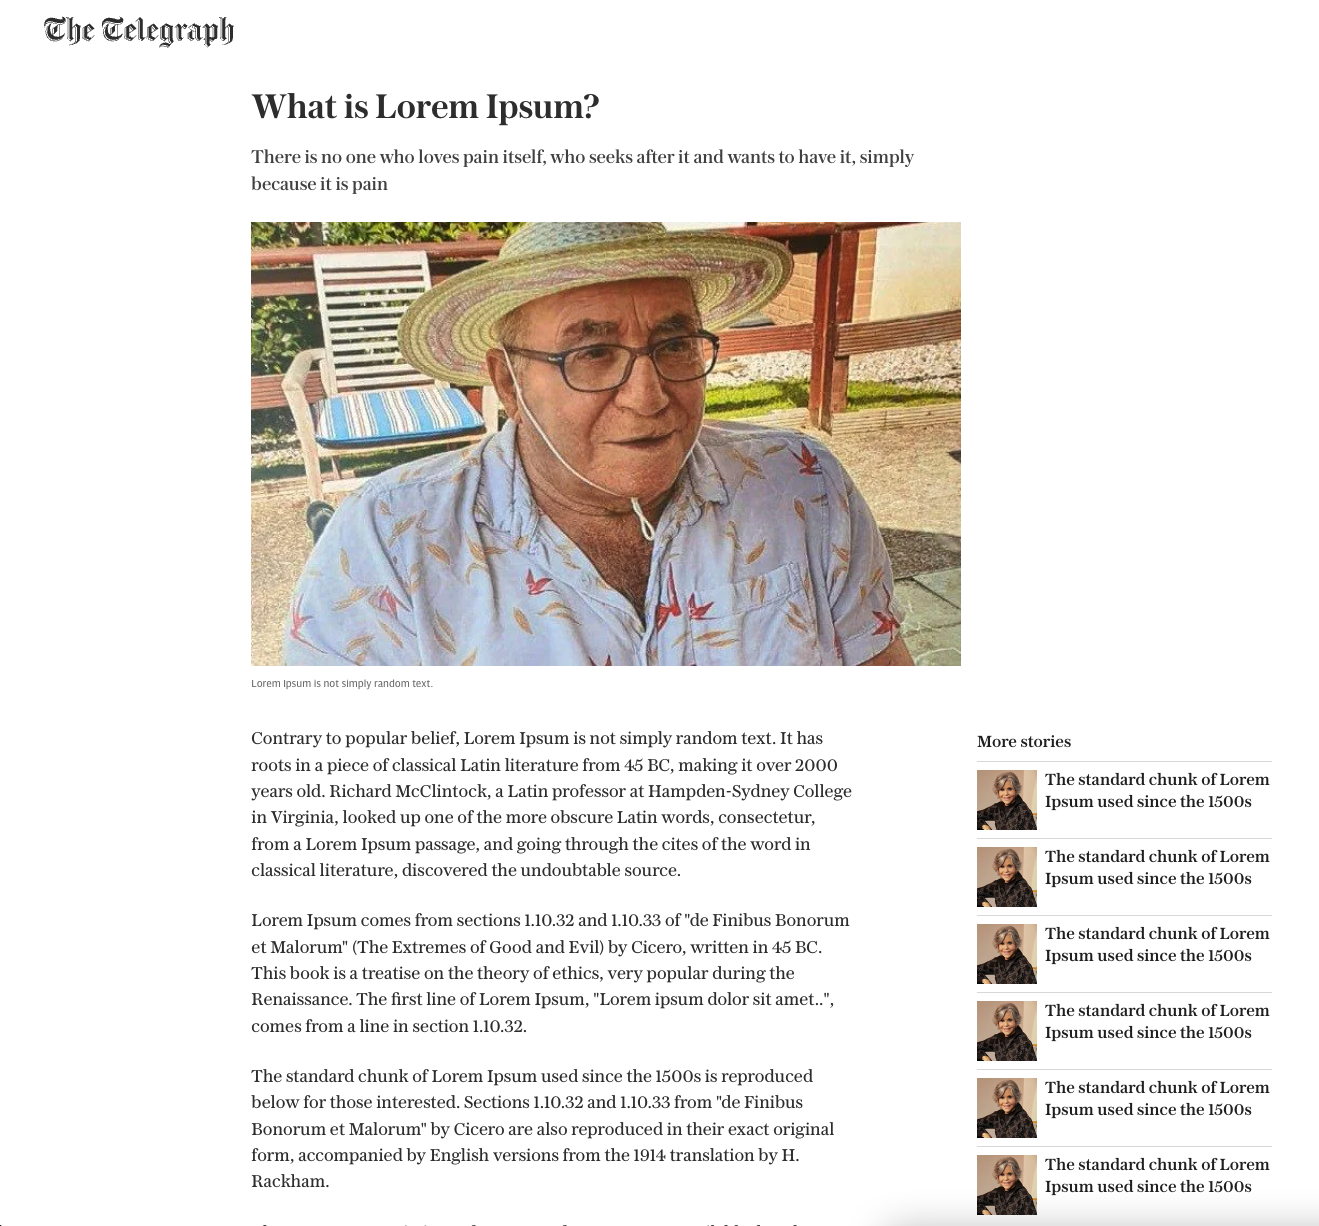 The Telegraph
What is Lorem Ipsum?
There is no one who loves pain itself, who seeks after it and wants to have it, simply
because it is pain
Lorem Ipsum is not simply random text.
Contrary to popular belief, Lorem Ipsum is not simply random text. It has
roots in a piece of classical Latin literature from 45 BC, making it over 2000
years old. Richard McClintock, a Latin professor at Hampden-Sydney College
in Virginia, looked up one of the more obscure Latin words, consectetur,
from a Lorem Ipsum passage, and going through the cites of the word in
classical literature, discovered the undoubtable source.
Lorem Ipsum comes from sections 1.10.32 and 1.10.33 of "de Finibus Bonorum
et Malorum" (The Extremes of Good and Evil) by Cicero, written in 45 BC.
This book is a treatise on the theory of ethics, very popular during the
Renaissance. The first line of Lorem Ipsum, "Lorem ipsum dolor sit amet..",
comes from a line in section 1.10.32.
The standard chunk of Lorem Ipsum used since the 1500s is reproduced
below for those interested. Sections 1.10.32 and 1.10.33 from "de Finibus
Bonorum et Malorum" by Cicero are also reproduced in their exact original
form, accompanied by English versions from the 1914 translation by H.
Rackham.
More stories
The standard chunk of Lorem
Ipsum used since the 1500s
The standard chunk of Lorem
Ipsum used since the 1500s
The standard chunk of Lorem
Ipsum used since the 1500s
The standard chunk of Lorem
Ipsum used since the 1500s
The standard chunk of Lorem
Ipsum used since the 1500s
The standard chunk of Lorem
Ipsum used since the 1500s